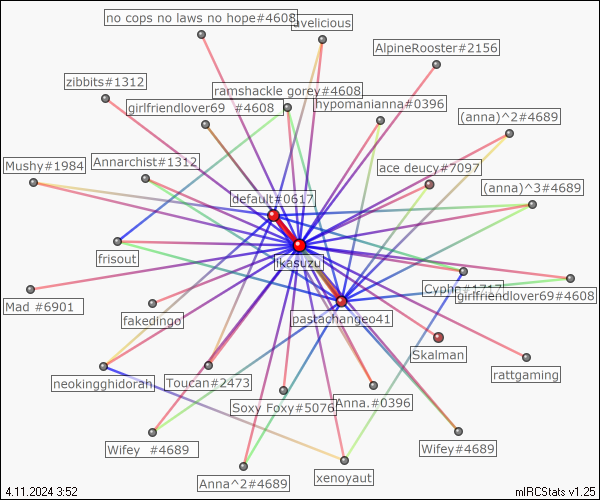 no cops no laws no hope#4608
avelicious
AlpineRooster#2156
zibbits#1312
ramshackle gorey#4608
girlfriendlover69 #4608
hypomanianna#0396
(anna)^2#4689
Mushy#1984
Annarchist#1312
ace deucy#7097
(anna)^3#4689
default#0617
frisout
ikasuzu
Cyphe#1717
girlfriendlover69#4608
Mad #6901
fakedingo
pastachangeo41
Skalman
rattgaming
neokingghidorah
Toucan#2473
Soxy Foxy#5076
Anna.#0396
Wifey #4689
Wifey#4689
Anna^2#4689
xenoyaut
4.11.2024 3:52
mIRCStats v1.25